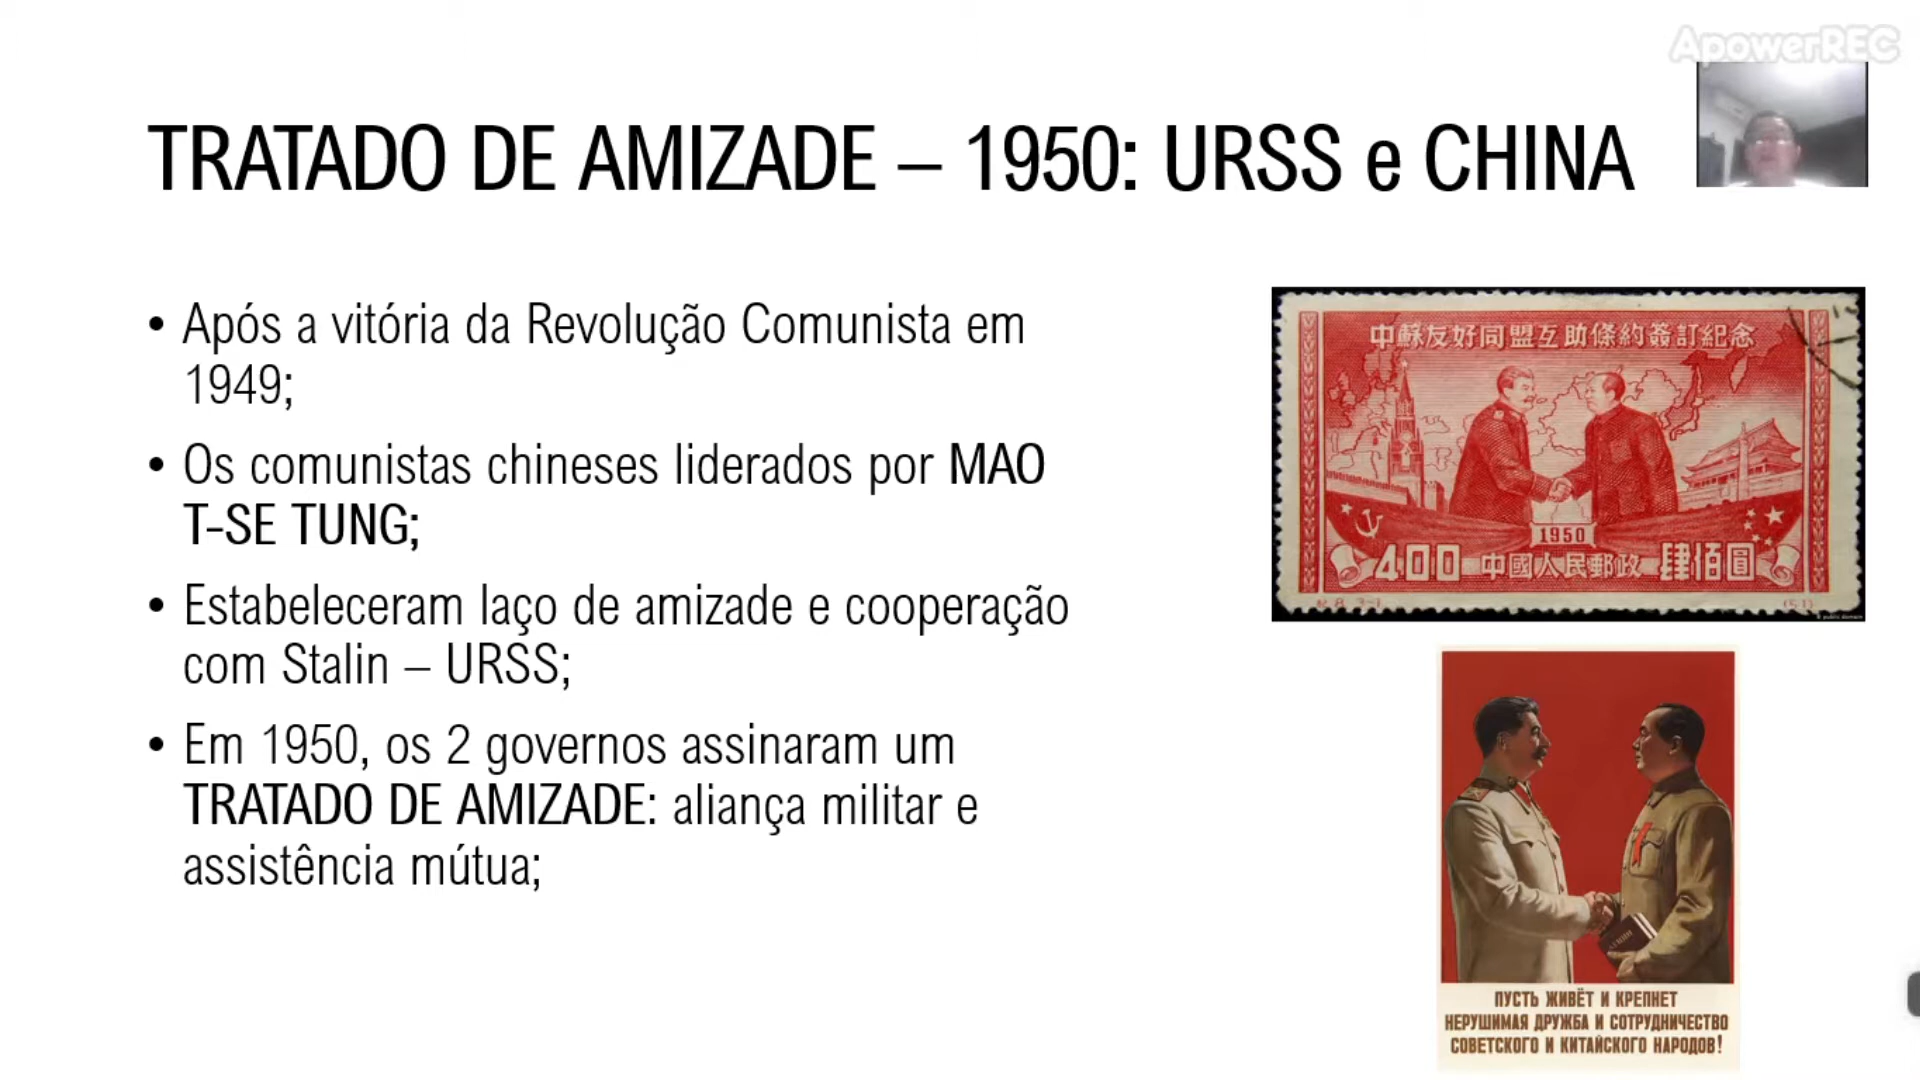 ApowerREC
TRATADO DE AMIZADE – 1950: URSS e CHINA
• Após a vitória da Revolução Comunista em
1949;
• Os comunistas chineses liderados por MAO
T-SE TUNG;
• Estabeleceram laço de amizade e cooperação
com Stalin – URSS;
• Em 1950, os 2 governos assinaram um
TRATADO DE AMIZADE: aliança militar e
assistência mútua;
中蘇友好同盟互助條約簽訂紀念
1950
400 中國人民郵政 肆佰圓
public domain
ПУСТЬ ЖИВЁТ И КРЕПНЕТ
НЕРУШИМАЯ ДРУЖБА И СОТРУДНИЧЕСТВО
СОВЕТСКОГО И КИТАЙСКОГО НАРОДОВ!